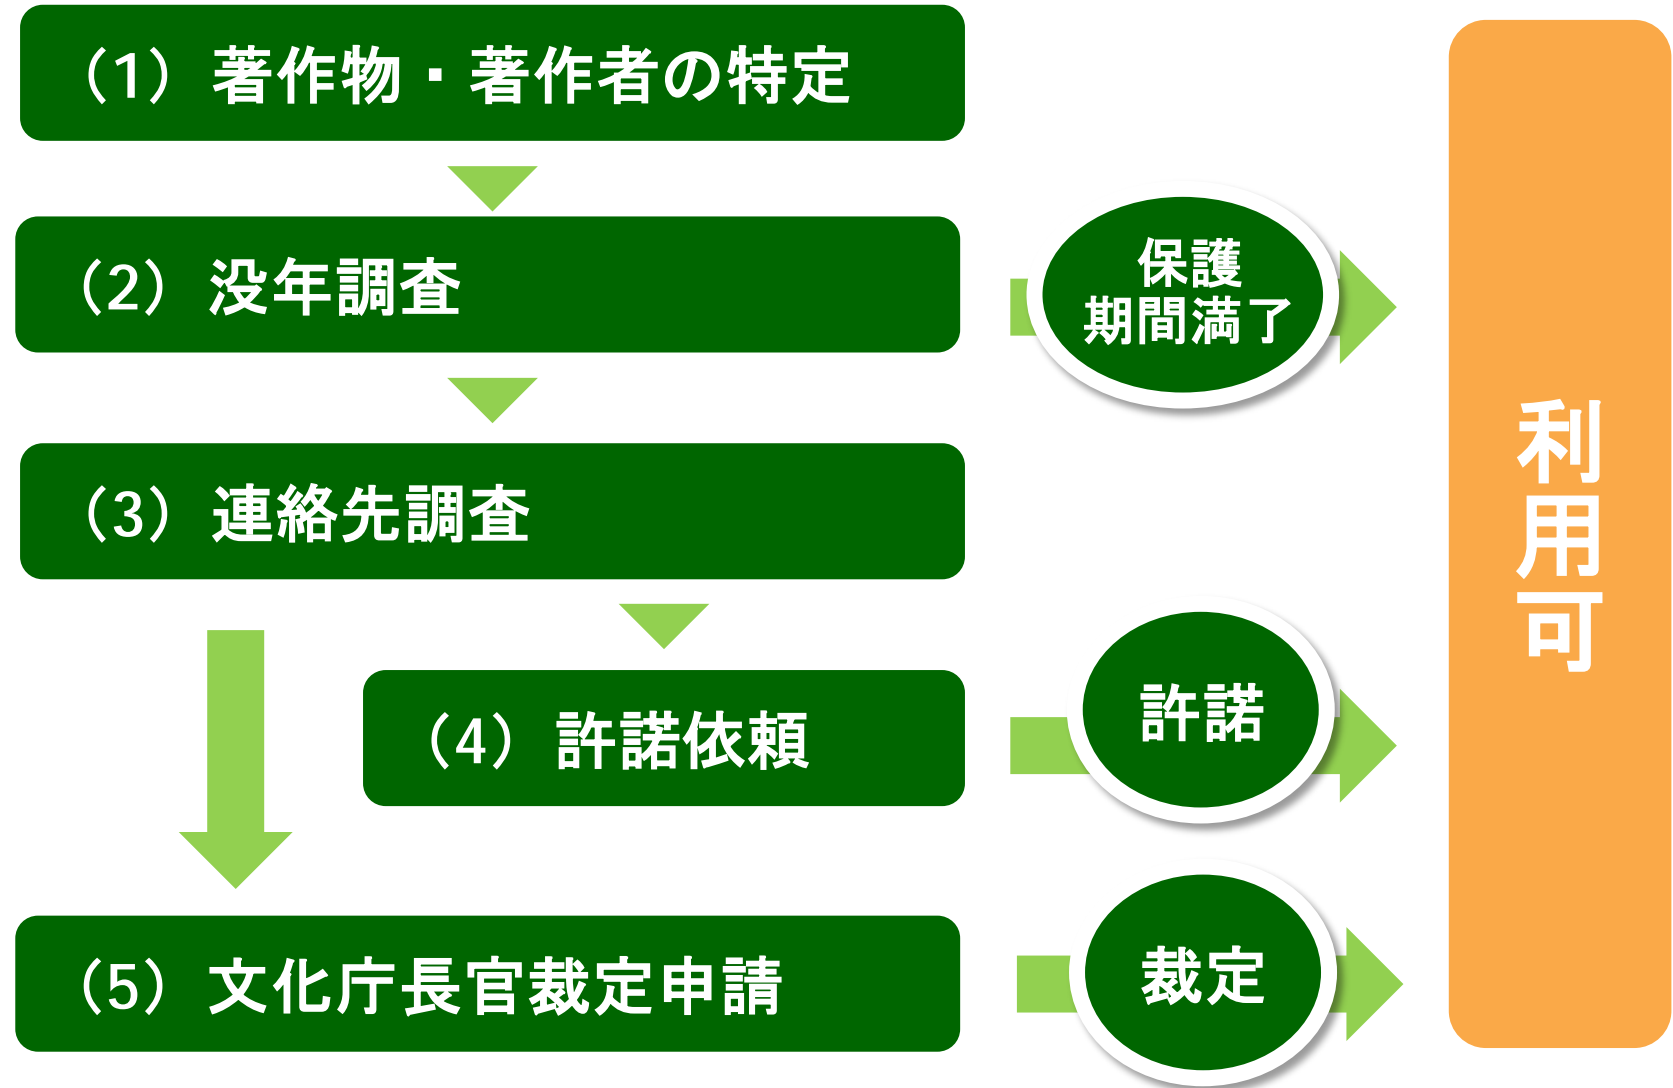 （1）著作物・著作者の特定
（2）没年調査
保護
期間満了
（3）連絡先調査
（4）許諾依頼
許諾
（5）文化庁長官裁定申請
裁定
利用可